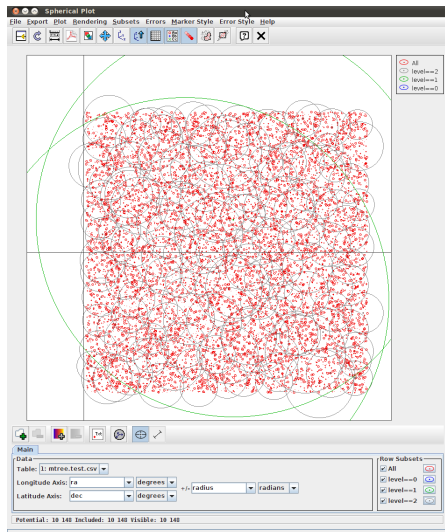 Spherical Plot
File Export Plot Rendering Subsets Errors Marker Style Error Style Help
All
level==2
level==1
level==0
Main
Data
Table: 1: mtree.test.csv
Longitude Axis: ra degrees +/- radius radians
Latitude Axis: dec degrees
Row Subsets
All
level==0
level==1
level==2
Potential: 10 148 Included: 10 148 Visible: 10 148